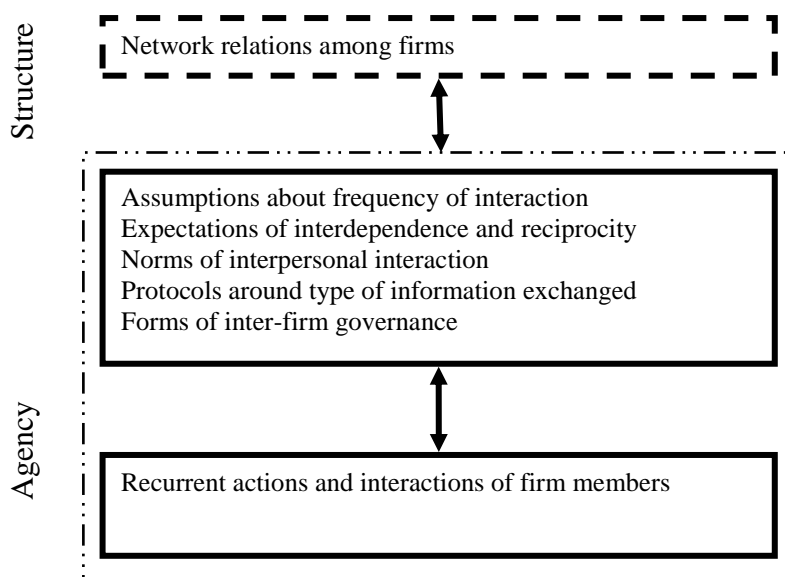 Structure
Network relations among firms
Assumptions about frequency of interaction
Expectations of interdependence and reciprocity
Norms of interpersonal interaction
Protocols around type of information exchanged
Forms of inter-firm governance
Agency
Recurrent actions and interactions of firm members